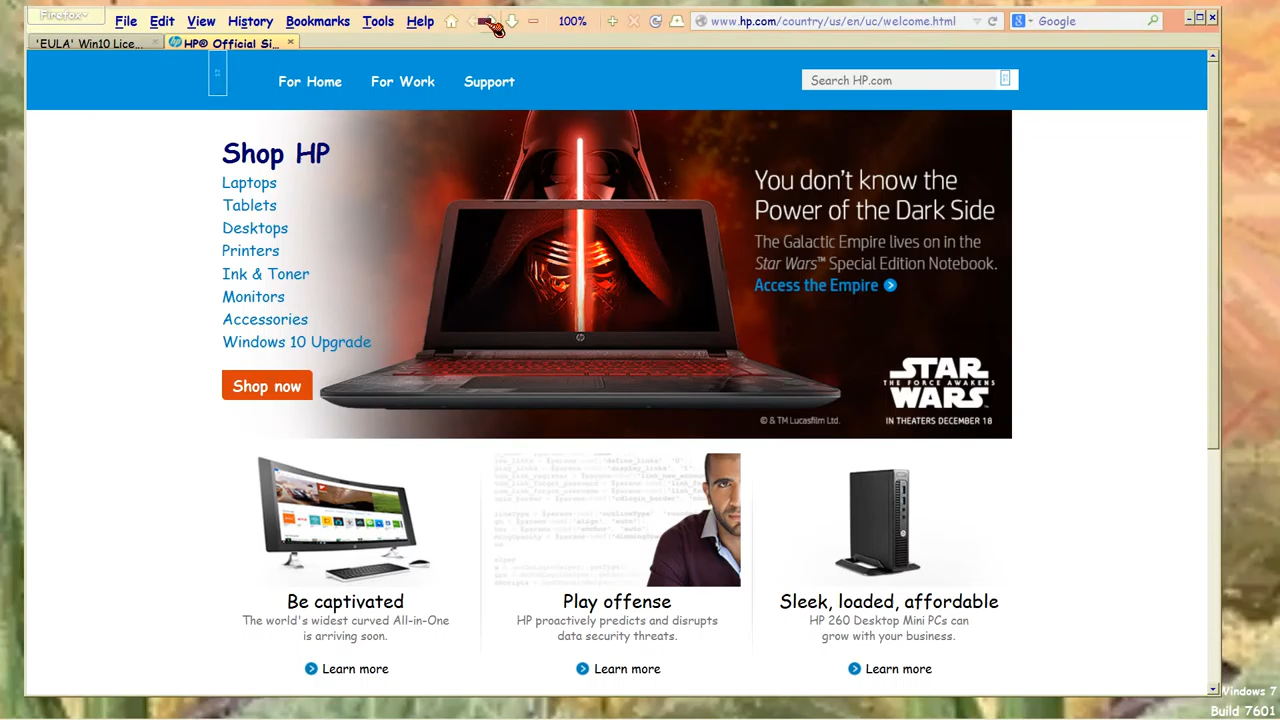 Firefox
File Edit View History Bookmarks Tools Help
100%
www.hp.com/country/us/en/uc/welcome.html
Google
'EULA' Win10 Lice...
HP® Official Si...
For Home For Work Support
Search HP.com
Shop HP
Laptops
Tablets
Desktops
Printers
Ink & Toner
Monitors
Accessories
Windows 10 Upgrade
Shop now
You don't know the
Power of the Dark Side
The Galactic Empire lives on in the
Star Wars™ Special Edition Notebook.
Access the Empire
STAR
THE FORCE AWAKENS
WARS
© & TM Lucasfilm Ltd.
IN THEATERS DECEMBER 18
Be captivated
The world's widest curved All-in-One
is arriving soon.
Learn more
Play offense
HP proactively predicts and disrupts
data security threats.
Learn more
Sleek, loaded, affordable
HP 260 Desktop Mini PCs can
grow with your business.
Learn more
Windows 7
Build 7601